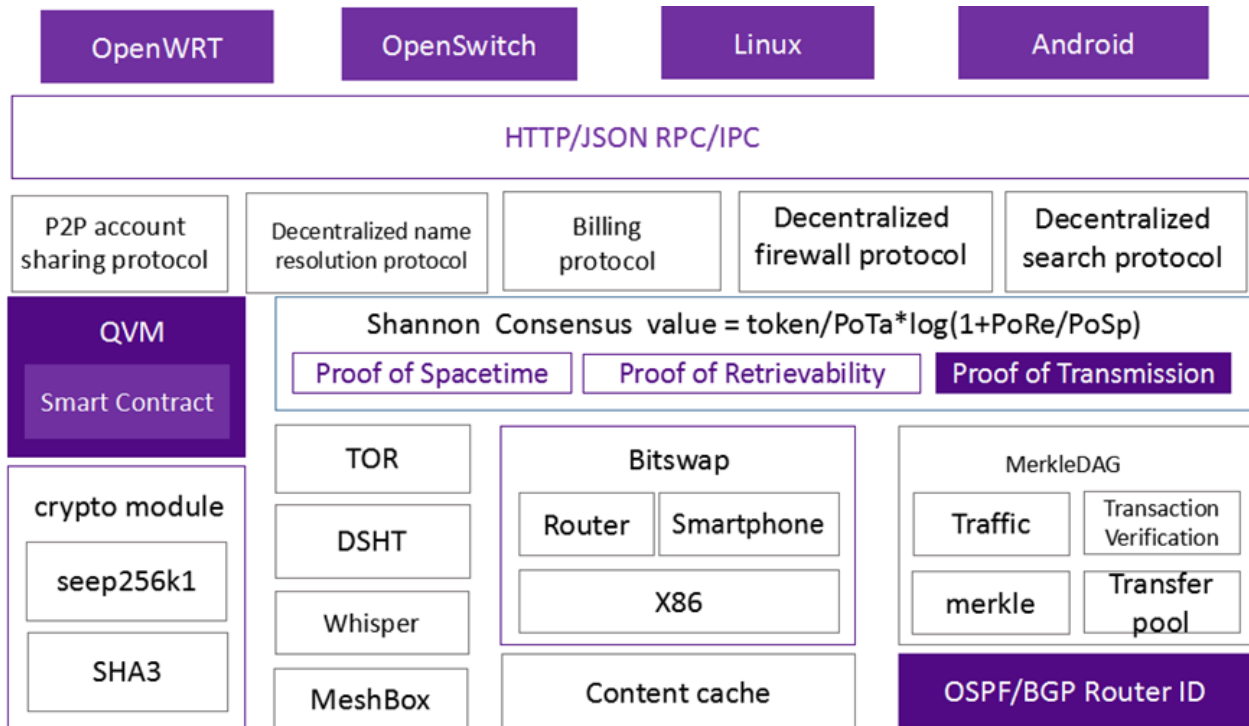 OpenWRT
OpenSwitch
Linux
Android
HTTP/JSON RPC/IPC
P2P account
sharing protocol
Decentralized name
resolution protocol
Billing
protocol
Decentralized
firewall protocol
Decentralized
search protocol
QVM
Smart Contract
Shannon Consensus value = token/PoTa*log(1+PoRe/PoSp)
Proof of Spacetime
Proof of Retrievability
Proof of Transmission
crypto module
seep256k1
SHA3
TOR
DSHT
Whisper
MeshBox
Bitswap
Router
Smartphone
X86
Content cache
MerkleDAG
Traffic
Transaction
Verification
merkle
Transfer
pool
OSPF/BGP Router ID